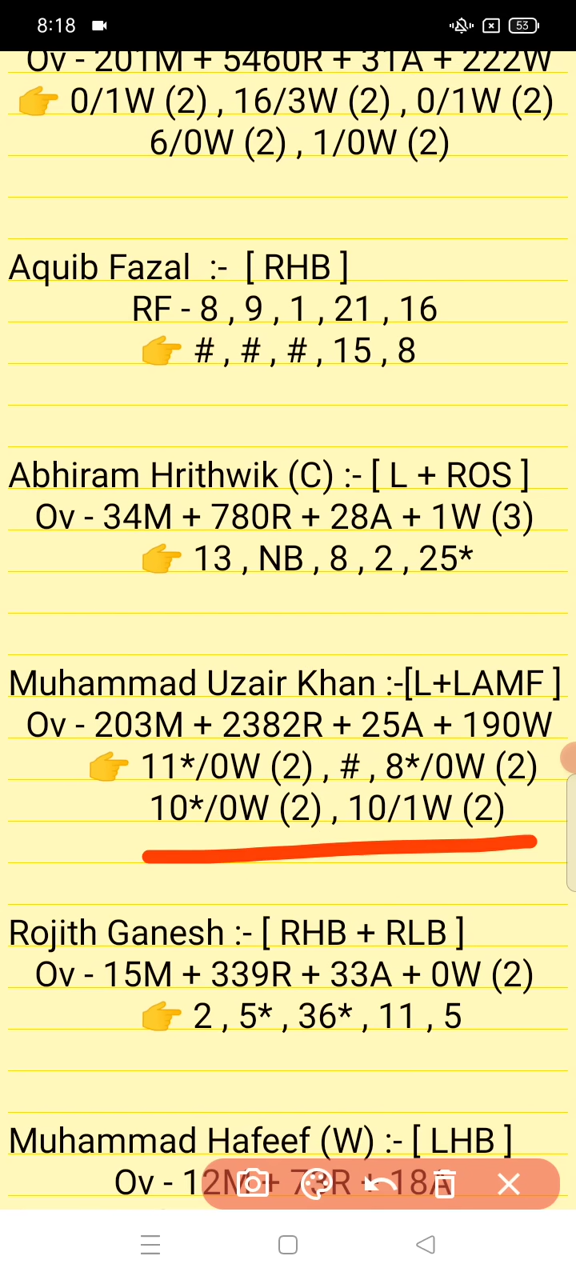 8:18
53
Ov - 201M + 5460R + 31A + 222W
👉 0/1W (2) , 16/3W (2) , 0/1W (2)
6/0W (2) , 1/0W (2)
Aquib Fazal :- [ RHB ]
RF - 8 , 9 , 1 , 21 , 16
👉 # , # , # , 15 , 8
Abhiram Hrithwik (C) :- [ L + ROS ]
Ov - 34M + 780R + 28A + 1W (3)
👉 13 , NB , 8 , 2 , 25*
Muhammad Uzair Khan :-[L+LAMF ]
Ov - 203M + 2382R + 25A + 190W
👉 11*/0W (2) , # , 8*/0W (2)
10*/0W (2) , 10/1W (2)
Rojith Ganesh :- [ RHB + RLB ]
Ov - 15M + 339R + 33A + 0W (2)
👉 2 , 5* , 36* , 11 , 5
Muhammad Hafeef (W) :- [ LHB ]
Ov - 12M + 73R + 18A